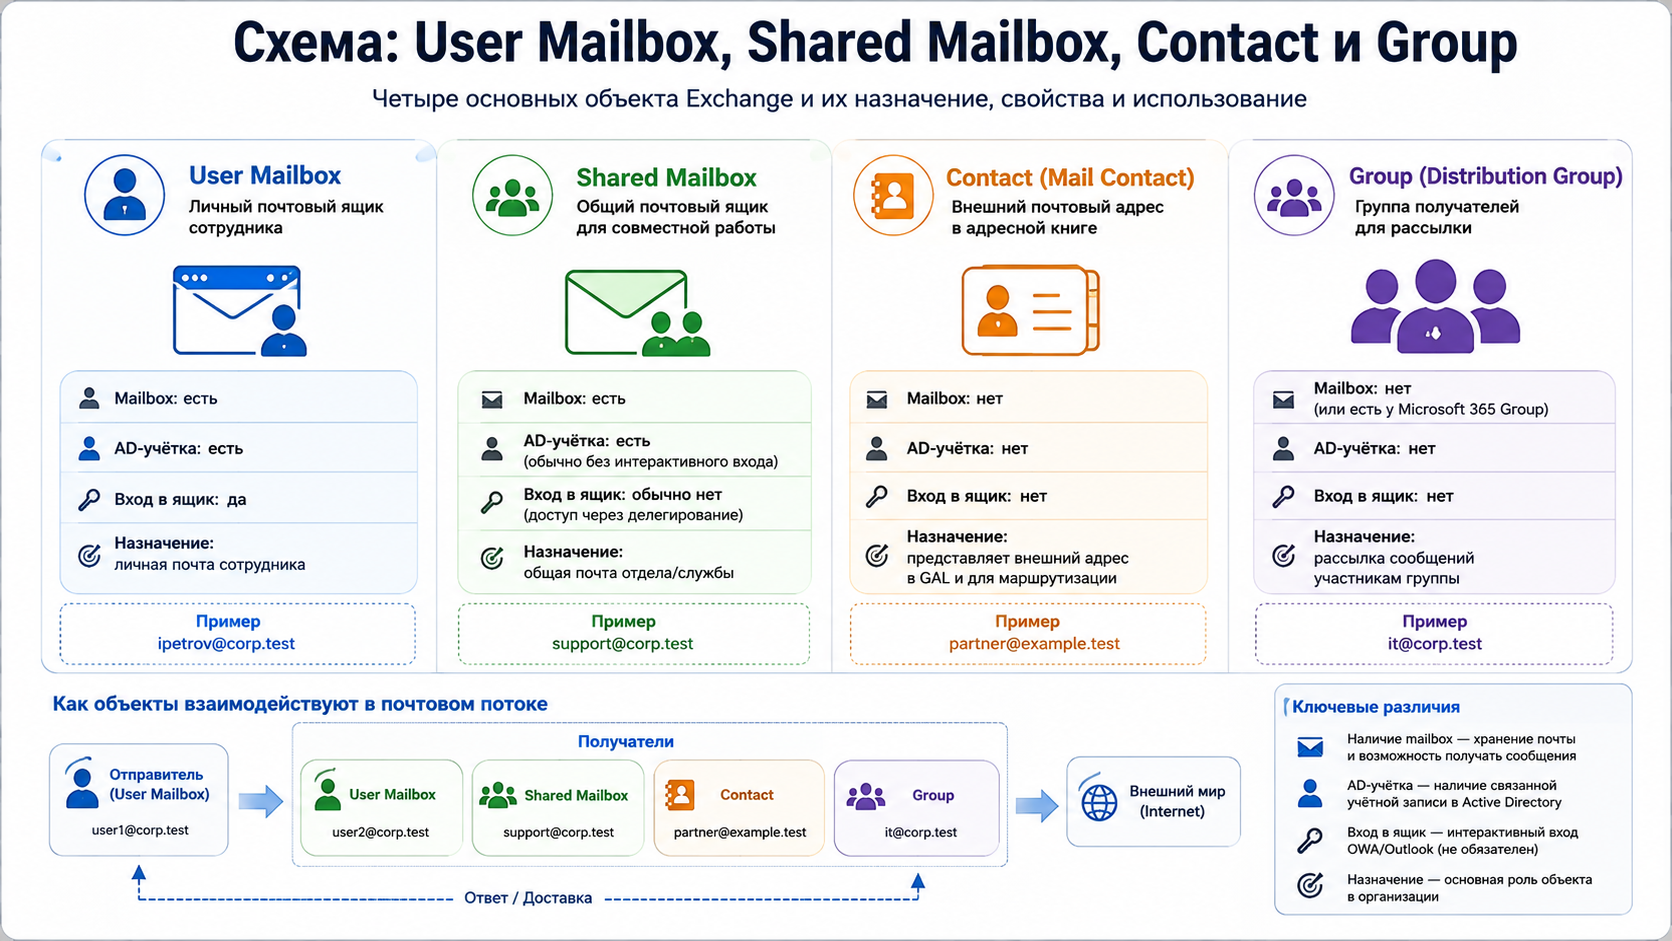 Схема: User Mailbox, Shared Mailbox, Contact и Group
Четыре основных объекта Exchange и их назначение, свойства и использование
User Mailbox
Личный почтовый ящик
сотрудника
Mailbox: есть
AD-учётка: есть
Вход в ящик: да
Назначение:
личная почта сотрудника
Пример
ipetrov@corp.test
Shared Mailbox
Общий почтовый ящик
для совместной работы
Mailbox: есть
AD-учётка: есть
(обычно без интерактивного входа)
Вход в ящик: обычно нет
(доступ через делегирование)
Назначение:
общая почта отдела/службы
Пример
support@corp.test
Contact (Mail Contact)
Внешний почтовый адрес
в адресной книге
Mailbox: нет
AD-учётка: нет
Вход в ящик: нет
Назначение:
представляет внешний адрес
в GAL и для маршрутизации
Пример
partner@example.test
Group (Distribution Group)
Группа получателей
для рассылки
Mailbox: нет
(или есть у Microsoft 365 Group)
AD-учётка: нет
Вход в ящик: нет
Назначение:
рассылка сообщений
участникам группы
Пример
it@corp.test
Как объекты взаимодействуют в почтовом потоке
Отправитель
(User Mailbox)
user1@corp.test
Получатели
User Mailbox
user2@corp.test
Shared Mailbox
support@corp.test
Contact
partner@example.test
Group
it@corp.test
Внешний мир
(Internet)
Ответ / Доставка
Ключевые различия
Наличие mailbox — хранение почты
и возможность получать сообщения
AD-учётка — наличие связанной
учётной записи в Active Directory
Вход в ящик — интерактивный вход
OWA/Outlook (не обязателен)
Назначение — основная роль объекта
в организации